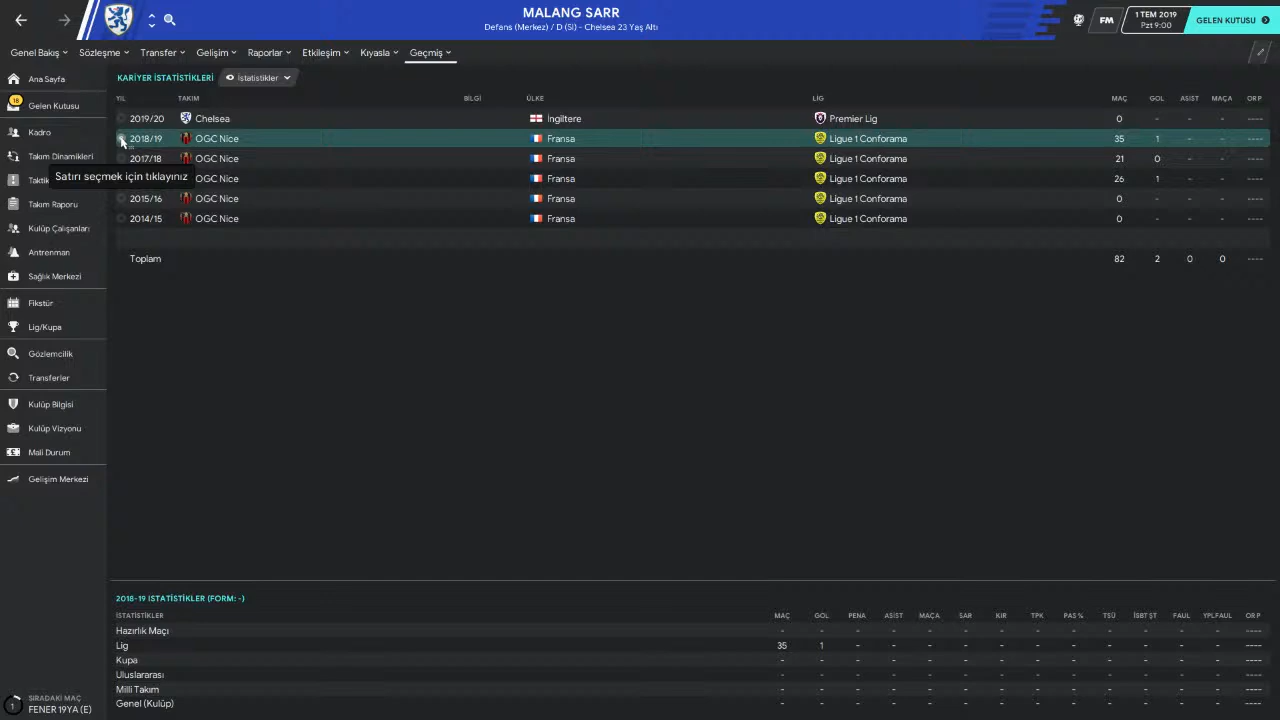 MALANG SARR
Defans (Merkez) / D (Sl) - Chelsea 23 Yaş Altı
FM
1 TEM 2019
Pzt 9:00
GELEN KUTUSU
Genel Bakış Sözleşme Transfer Gelişim Raporlar Etkileşim Kıyasla Geçmiş
Ana Sayfa
18
Gelen Kutusu
Kadro
Takım Dinamikleri
Taktik
Takım Raporu
Kulüp Çalışanları
Antrenman
Sağlık Merkezi
Fikstür
Lig/Kupa
Gözlemcilik
Transferler
Kulüp Bilgisi
Kulüp Vizyonu
Mali Durum
Gelişim Merkezi
1
SIRADAKİ MAÇ
FENER 19YA (E)
KARİYER İSTATİSTİKLERİ İstatistikler
YIL TAKIM BİLGİ ÜLKE LİG MAÇ GOL ASİST MAÇA ORP
2019/20 Chelsea İngiltere Premier Lig 0 - - - ----
2018/19 OGC Nice Fransa Ligue 1 Conforama 35 1 - - ----
2017/18 OGC Nice Fransa Ligue 1 Conforama 21 0 - - ----
Satırı seçmek için tıklayınız
OGC Nice Fransa Ligue 1 Conforama 26 1 - - ----
2015/16 OGC Nice Fransa Ligue 1 Conforama 0 - - - ----
2014/15 OGC Nice Fransa Ligue 1 Conforama 0 - - - ----
Toplam 82 2 0 0 ----
2018-19 İSTATİSTİKLER (FORM: -)
İSTATİSTİKLER MAÇ GOL PENA ASİST MAÇA SAR KIR TPK PAS % TSÜ İSBT ŞT FAUL YPLFAUL ORP
Hazırlık Maçı - - - - - - - - - - - - - ----
Lig 35 1 - - - - - - - - - - - ----
Kupa - - - - - - - - - - - - - ----
Uluslararası - - - - - - - - - - - - - ----
Milli Takım - - - - - - - - - - - - - ----
Genel (Kulüp) - - - - - - - - - - - - - ----